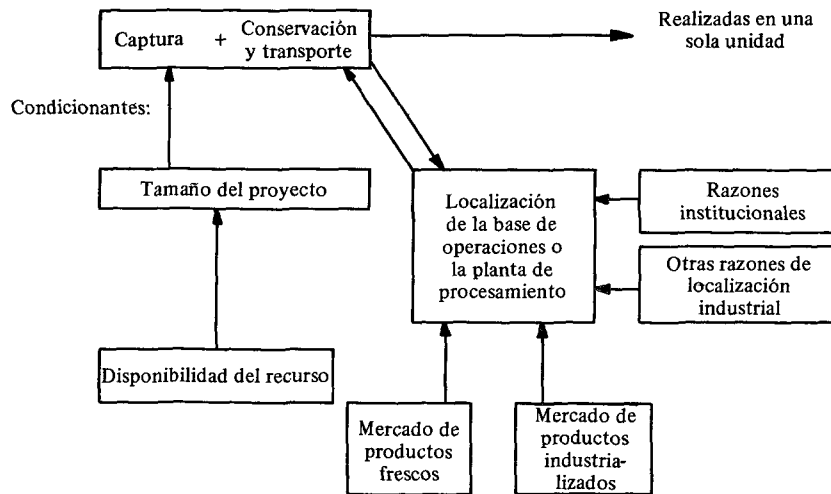 Captura + Conservación
y transporte
Realizadas en una
sola unidad
Condicionantes:
Tamaño del proyecto
Localización
de la base de
operaciones o
la planta de
procesamiento
Razones
institucionales
Otras razones de
localización
industrial
Disponibilidad del recurso
Mercado de
productos
frescos
Mercado de
productos
industria-
lizados